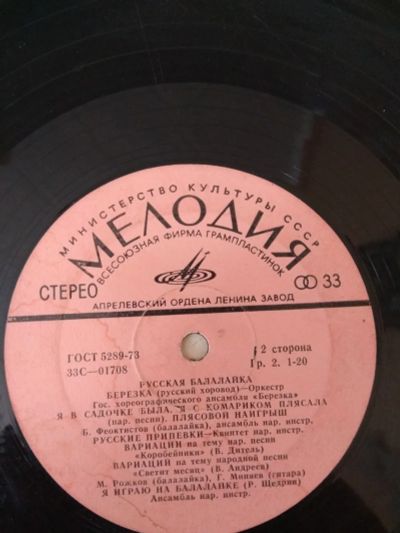 МИНИСТЕРСТВО КУЛЬТУРЫ СССР
МЕЛОДИЯ
ВСЕСОЮЗНАЯ ФИРМА ГРАМПЛАСТИНОК
СТЕРЕО
33
АПРЕЛЕВСКИЙ ОРДЕНА ЛЕНИНА ЗАВОД
ГОСТ 5289-73
2 сторона
33С—01708
Гр. 2. 1-20
РУССКАЯ БАЛАЛАЙКА
БЕРЕЗКА (русский хоровод)—Оркестр
Гос. хореографического ансамбля «Березка»
Я В САДОЧКЕ БЫЛА, Я С КОМАРИКОМ ПЛЯСАЛА
(нар. песни). ПЛЯСОВОЙ НАИГРЫШ
Б. Феоктистов (балалайка), ансамбль нар. инстр.
РУССКИЕ ПРИПЕВКИ—Квинтет нар. инстр.
ВАРИАЦИИ на тему нар. песни
«Коробейники» (В. Дитель)
ВАРИАЦИИ на тему народной песни
«Светит месяц» (В. Андреев)
М. Рожков (балалайка), Г. Миняев (гитара)
Я ИГРАЮ НА БАЛАЛАЙКЕ (Р. Щедрин)
Ансамбль нар. инстр.